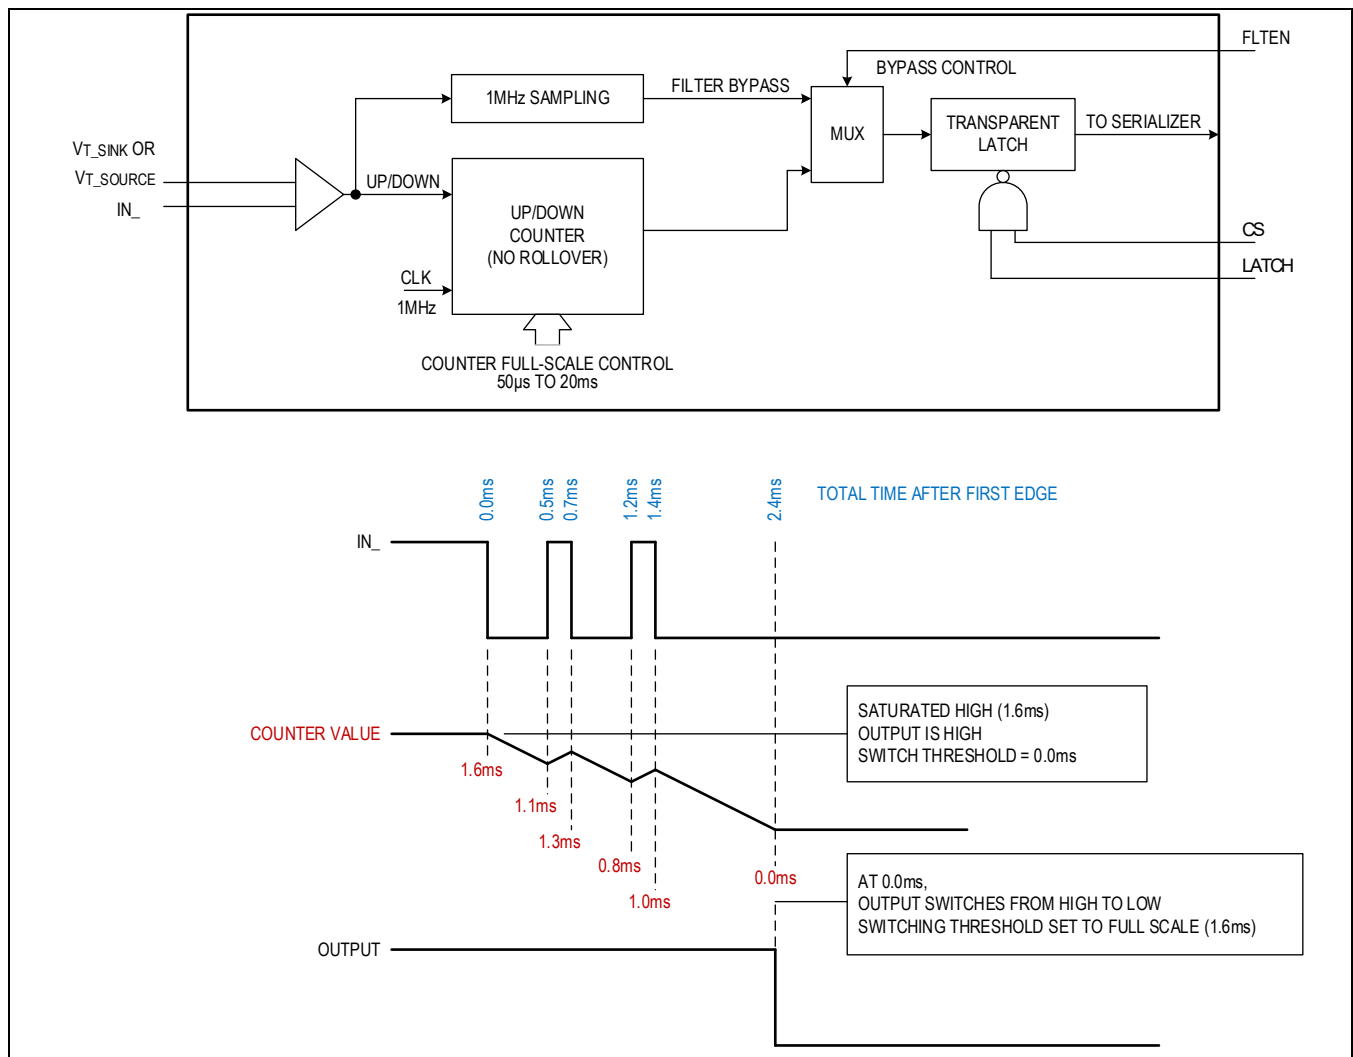 FLTEN
BYPASS CONTROL
1MHz SAMPLING
FILTER BYPASS
MUX
TRANSPARENT
LATCH
TO SERIALIZER
VT_SINK OR
VT_SOURCE
IN_
UP/DOWN
UP/DOWN
COUNTER
(NO ROLLOVER)
CLK
1MHz
CS
LATCH
COUNTER FULL-SCALE CONTROL
50µs TO 20ms
0.0ms
0.5ms
0.7ms
1.2ms
1.4ms
2.4ms
TOTAL TIME AFTER FIRST EDGE
IN_
COUNTER VALUE
1.6ms
1.1ms
1.3ms
0.8ms
1.0ms
0.0ms
SATURATED HIGH (1.6ms)
OUTPUT IS HIGH
SWITCH THRESHOLD = 0.0ms
AT 0.0ms,
OUTPUT SWITCHES FROM HIGH TO LOW
SWITCHING THRESHOLD SET TO FULL SCALE (1.6ms)
OUTPUT